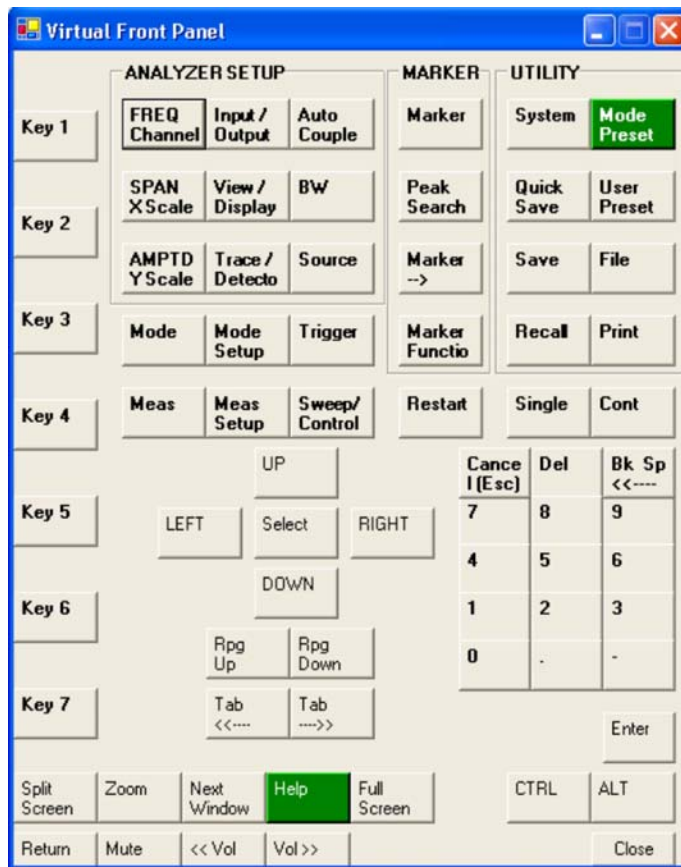 Virtual Front Panel
ANALYZER SETUP
MARKER
UTILITY
Key 1
FREQ
Channel
Input /
Output
Auto
Couple
Marker
System
Mode
Preset
Key 2
SPAN
X Scale
View /
Display
BW
Peak
Search
Quick
Save
User
Preset
AMPTD
Y Scale
Trace /
Detecto
Source
Marker
-->
Save
File
Key 3
Mode
Mode
Setup
Trigger
Marker
Functio
Recall
Print
Key 4
Meas
Meas
Setup
Sweep/
Control
Restart
Single
Cont
UP
Cance
l (Esc)
Del
Bk Sp
<<----
Key 5
LEFT
Select
RIGHT
7
8
9
4
5
6
DOWN
Key 6
1
2
3
Rpg
Up
Rpg
Down
0
.
-
Key 7
Tab
<<----
Tab
---->>
Enter
Split
Screen
Zoom
Next
Window
Help
Full
Screen
CTRL
ALT
Return
Mute
<< Vol
Vol >>
Close